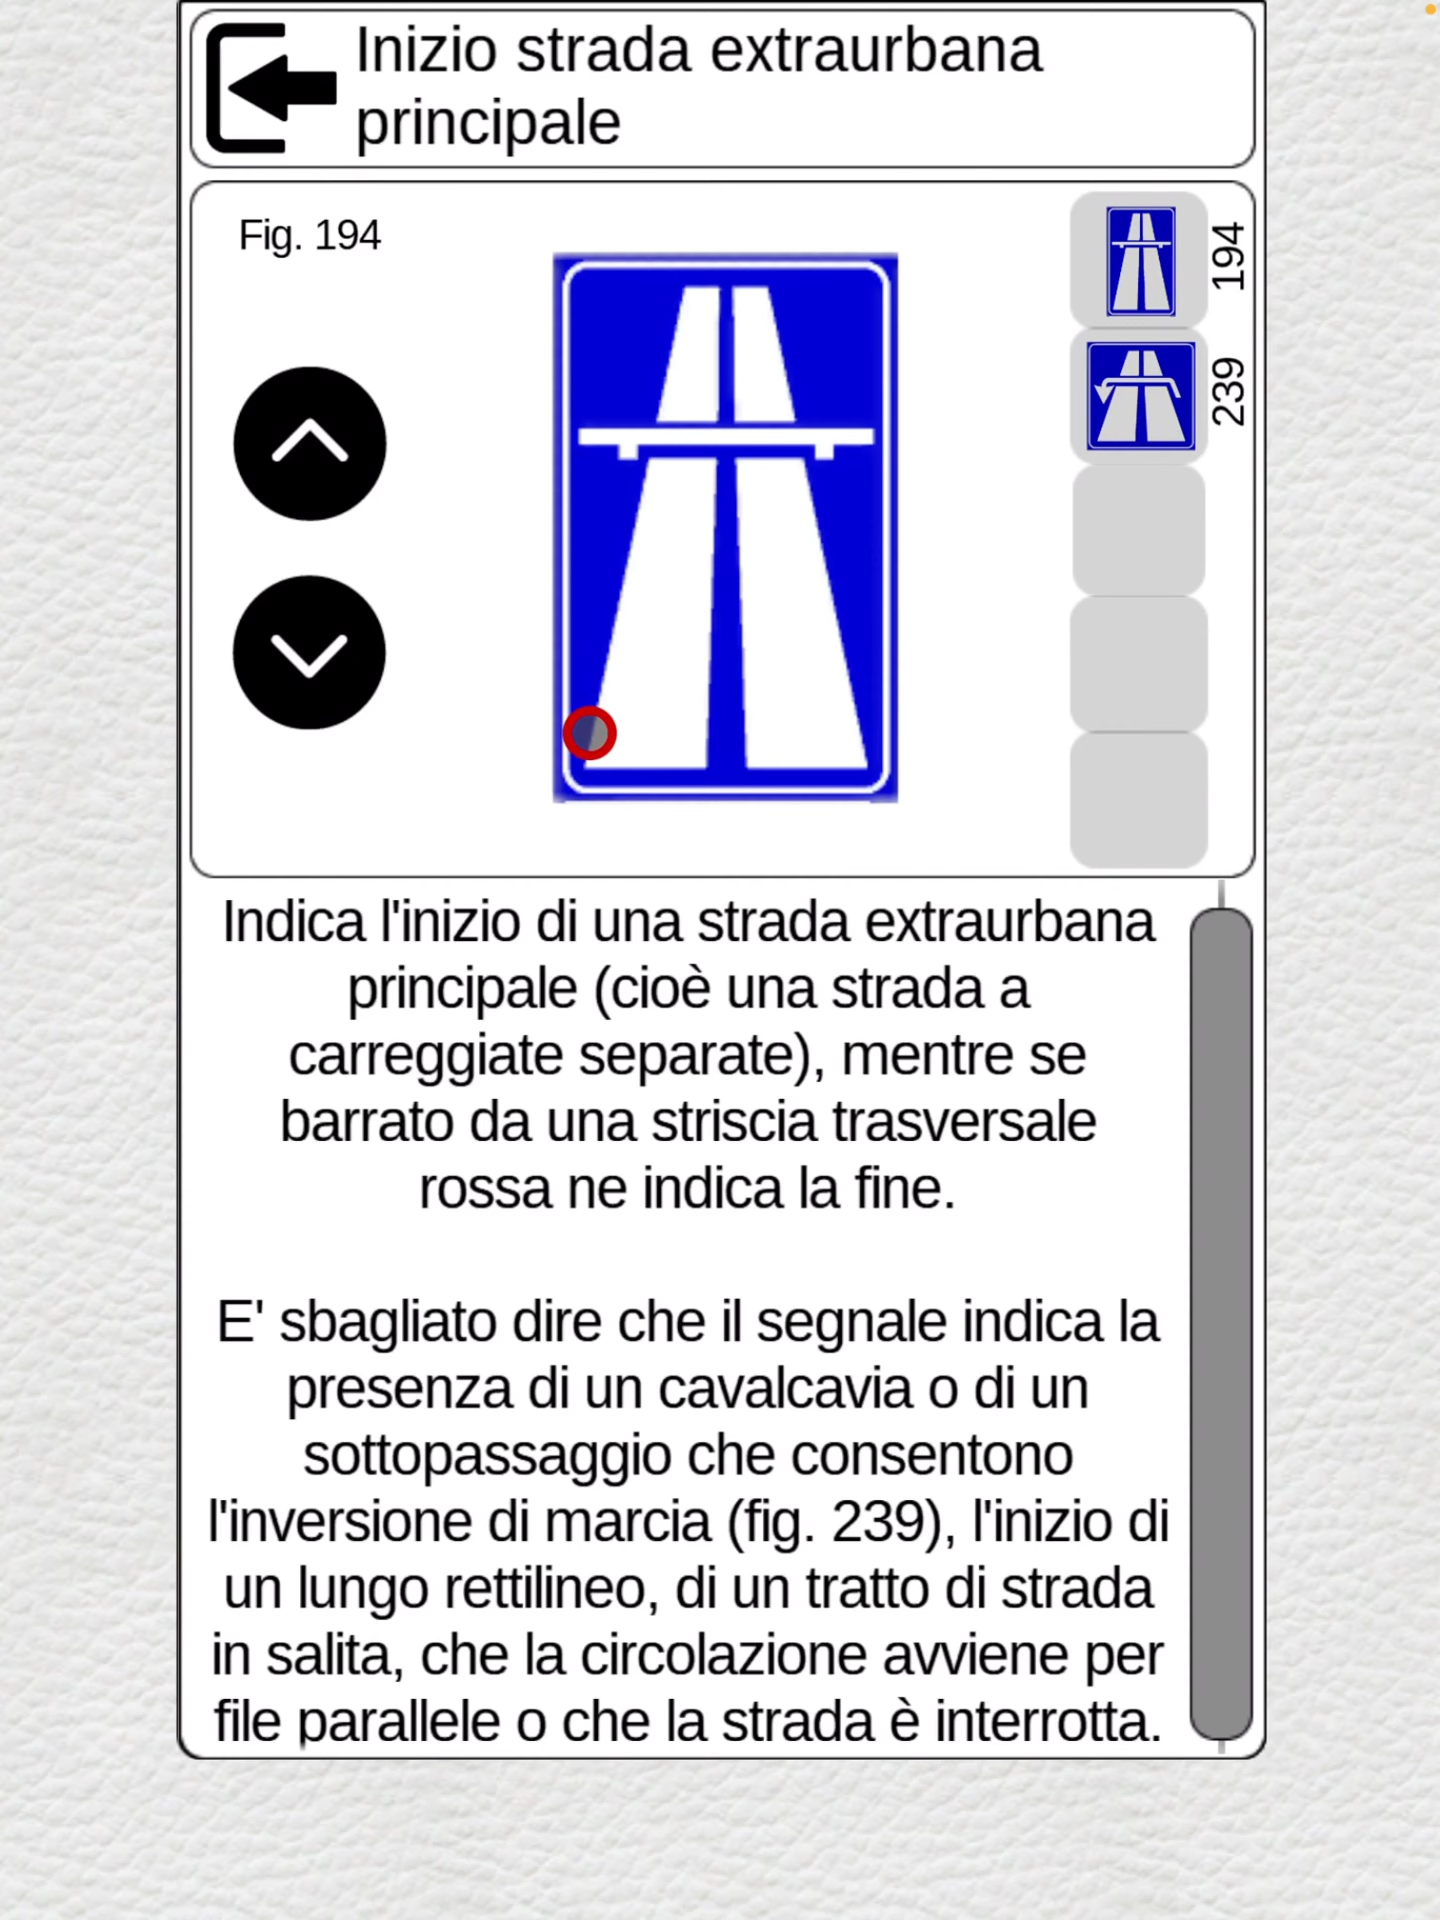 Inizio strada extraurbana
principale
Fig. 194
194
239
Indica l'inizio di una strada extraurbana
principale (cioè una strada a
carreggiate separate), mentre se
barrato da una striscia trasversale
rossa ne indica la fine.
E' sbagliato dire che il segnale indica la
presenza di un cavalcavia o di un
sottopassaggio che consentono
l'inversione di marcia (fig. 239), l'inizio di
un lungo rettilineo, di un tratto di strada
in salita, che la circolazione avviene per
file parallele o che la strada è interrotta.